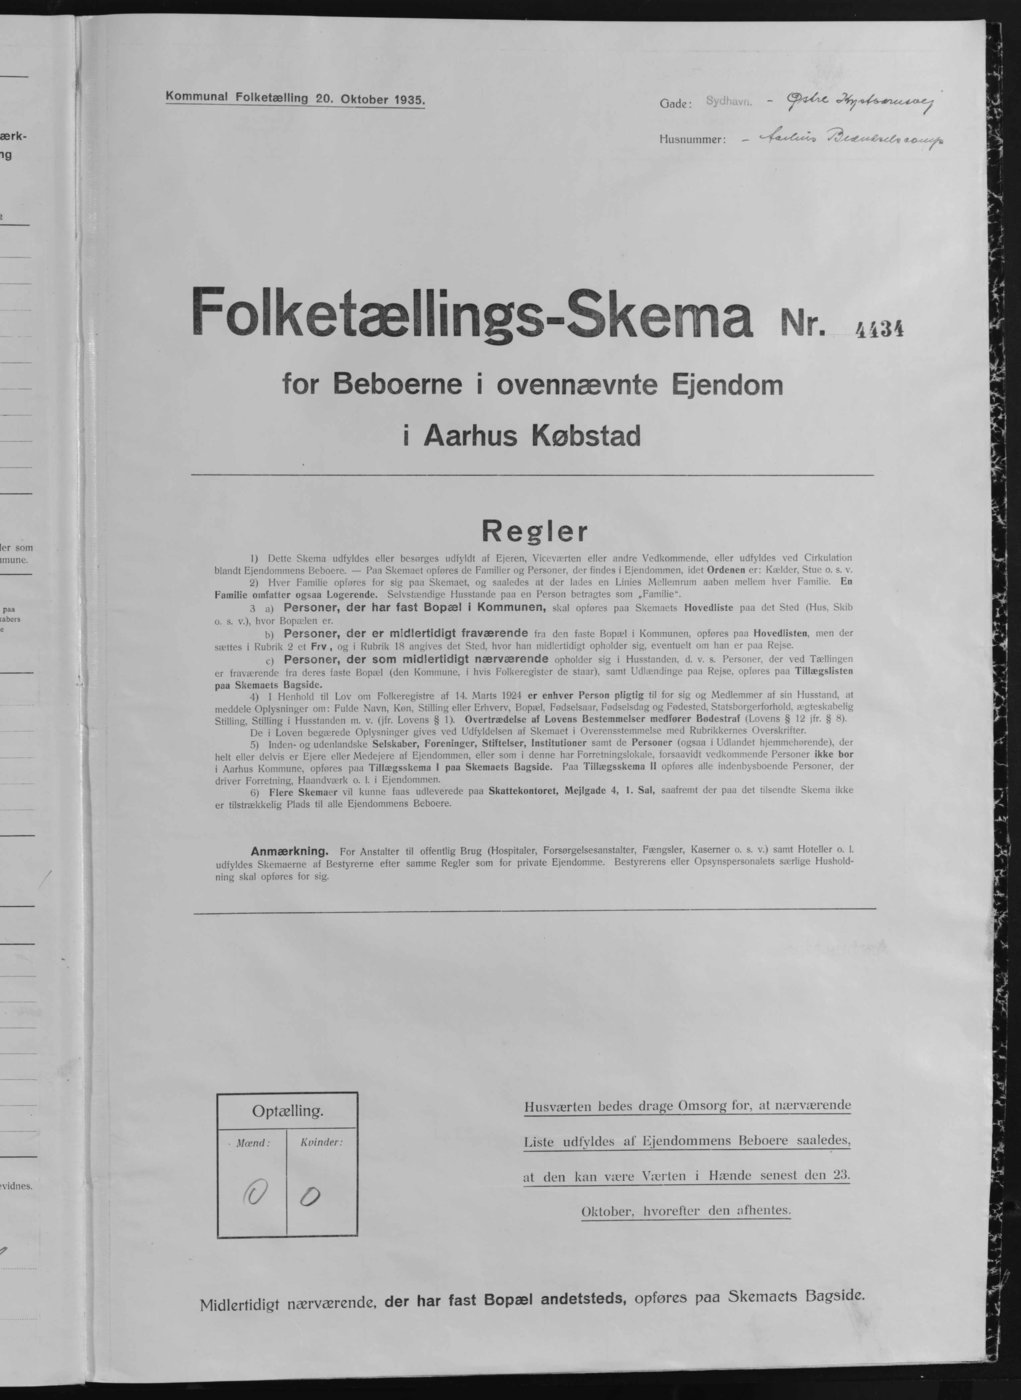 ærk-
ng
ler som
mune.
paa
tabers
e
vidnes.
Kommunal Folketælling 20. Oktober 1935.
Gade: Sydhavn. - Østre Kystvernsvej
Husnummer: - Aarhus Brændselscomp
Folketællings-Skema Nr. 4434
for Beboerne i ovennævnte Ejendom
i Aarhus Købstad
Regler
1) Dette Skema udfyldes eller besørges udfyldt af Ejeren, Viceværten eller andre Vedkommende, eller udfyldes ved Cirkulation
blandt Ejendommens Beboere. — Paa Skemaet opføres de Familier og Personer, der findes i Ejendommen, idet Ordenen er: Kælder, Stue o. s. v.
2) Hver Familie opføres for sig paa Skemaet, og saaledes at der lades en Linies Mellemrum aaben mellem hver Familie. En
Familie omfatter ogsaa Logerende. Selvstændige Husstande paa en Person betragtes som „Familie".
3 a) Personer, der har fast Bopæl i Kommunen, skal opføres paa Skemaets Hovedliste paa det Sted (Hus, Skib
o. s. v.), hvor Bopælen er.
b) Personer, der er midlertidigt fraværende fra den faste Bopæl i Kommunen, opføres paa Hovedlisten, men der
sættes i Rubrik 2 et Frv , og i Rubrik 18 angives det Sted, hvor han midlertidigt opholder sig, eventuelt om han er paa Rejse.
c) Personer, der som midlertidigt nærværende opholder sig i Husstanden, d. v. s. Personer, der ved Tællingen
er fraværende fra deres faste Bopæl (den Kommune, i hvis Folkeregister de staar), samt Udlændinge paa Rejse, opføres paa Tillægslisten
paa Skemaets Bagside.
4) I Henhold til Lov om Folkeregistre af 14. Marts 1924 er enhver Person pligtig til for sig og Medlemmer af sin Husstand, at
meddele Oplysninger om: Fulde Navn, Køn, Stilling eller Erhverv, Bopæl, Fødselsaar, Fødselsdag og Fødested, Statsborgerforhold, ægteskabelig
Stilling, Stilling i Husstanden m. v. (jfr. Lovens § 1). Overtrædelse af Lovens Bestemmelser medfører Bødestraf (Lovens § 12 jfr. § 8).
De i Loven begærede Oplysninger gives ved Udfyldelsen af Skemaet i Overensstemmelse med Rubrikkernes Overskrifter.
5) Inden- og udenlandske Selskaber, Foreninger, Stiftelser, Institutioner samt de Personer (ogsaa i Udlandet hjemmehørende), der
helt eller delvis er Ejere eller Medejere af Ejendommen, eller som i denne har Forretningslokale, forsaavidt vedkommende Personer ikke bor
i Aarhus Kommune, opføres paa Tillægsskema I paa Skemaets Bagside. Paa Tillægsskema II opføres alle indenbysboende Personer, der
driver Forretning, Haandværk o. l. i Ejendommen.
6) Flere Skemaer vil kunne faas udleverede paa Skattekontoret, Mejlgade 4, 1. Sal, saafremt der paa det tilsendte Skema ikke
er tilstrækkelig Plads til alle Ejendommens Beboere.
Anmærkning. For Anstalter til offentlig Brug (Hospitaler, Forsørgelsesanstalter, Fængsler, Kaserner o. s. v.) samt Hoteller o. l.
udfyldes Skemaerne af Bestyrerne efter samme Regler som for private Ejendomme. Bestyrerens eller Opsynspersonalets særlige Hushold-
ning skal opføres for sig.
Optælling.
Mænd: Kvinder:
0 0
Husværten bedes drage Omsorg for, at nærværende
Liste udfyldes af Ejendommens Beboere saaledes,
at den kan være Værten i Hænde senest den 23.
Oktober, hvorefter den afhentes.
Midlertidigt nærværende, der har fast Bopæl andetsteds, opføres paa Skemaets Bagside.